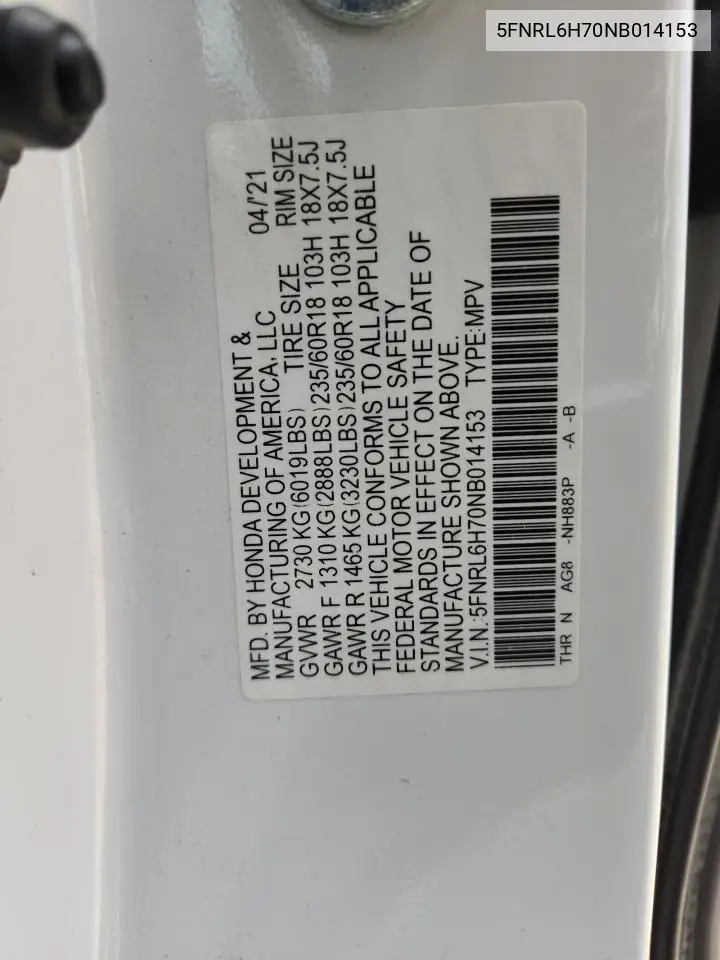 5FNRL6H70NB014153
MFD. BY HONDA DEVELOPMENT &
MANUFACTURING OF AMERICA, LLC 04/'21
GVWR 2730 KG(6019LBS) TIRE SIZE RIM SIZE
GAWR F 1310 KG(2888LBS)235/60R18 103H 18X7.5J
GAWR R 1465 KG(3230LBS)235/60R18 103H 18X7.5J
THIS VEHICLE CONFORMS TO ALL APPLICABLE
FEDERAL MOTOR VEHICLE SAFETY
STANDARDS IN EFFECT ON THE DATE OF
MANUFACTURE SHOWN ABOVE.
V.I.N.:5FNRL6H70NB014153 TYPE:MPV
THR N AG8 -NH883P -A -B